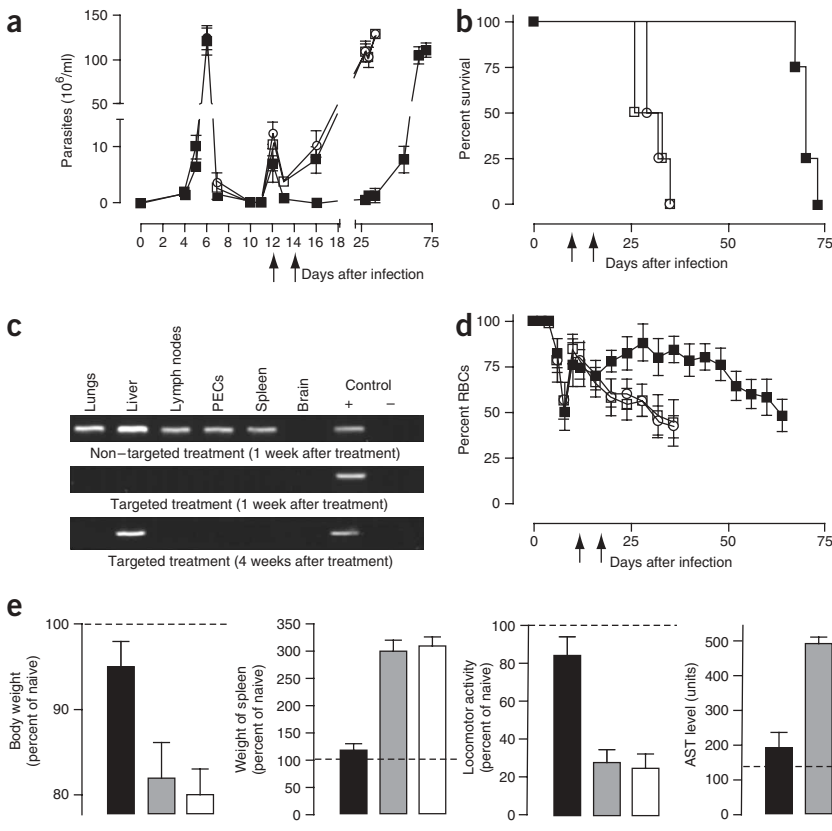 a
Parasites (10⁶/ml)
150
100
50
10
0
0 2 4 6 8 10 12 14 16 18 25 75
Days after infection
b
Percent survival
100
75
50
25
0
0 25 50 75
Days after infection
c
Lungs
Liver
Lymph nodes
PECs
Spleen
Brain
Control
+ −
Non–targeted treatment (1 week after treatment)
Targeted treatment (1 week after treatment)
Targeted treatment (4 weeks after treatment)
d
Percent RBCs
100
75
50
25
0
0 25 50 75
Days after infection
e
Body weight
(percent of naive)
100
90
80
Weight of spleen
(percent of naive)
350
300
250
200
150
100
50
0
Locomotor activity
(percent of naive)
100
80
60
40
20
0
AST level (units)
500
400
300
200
100
0